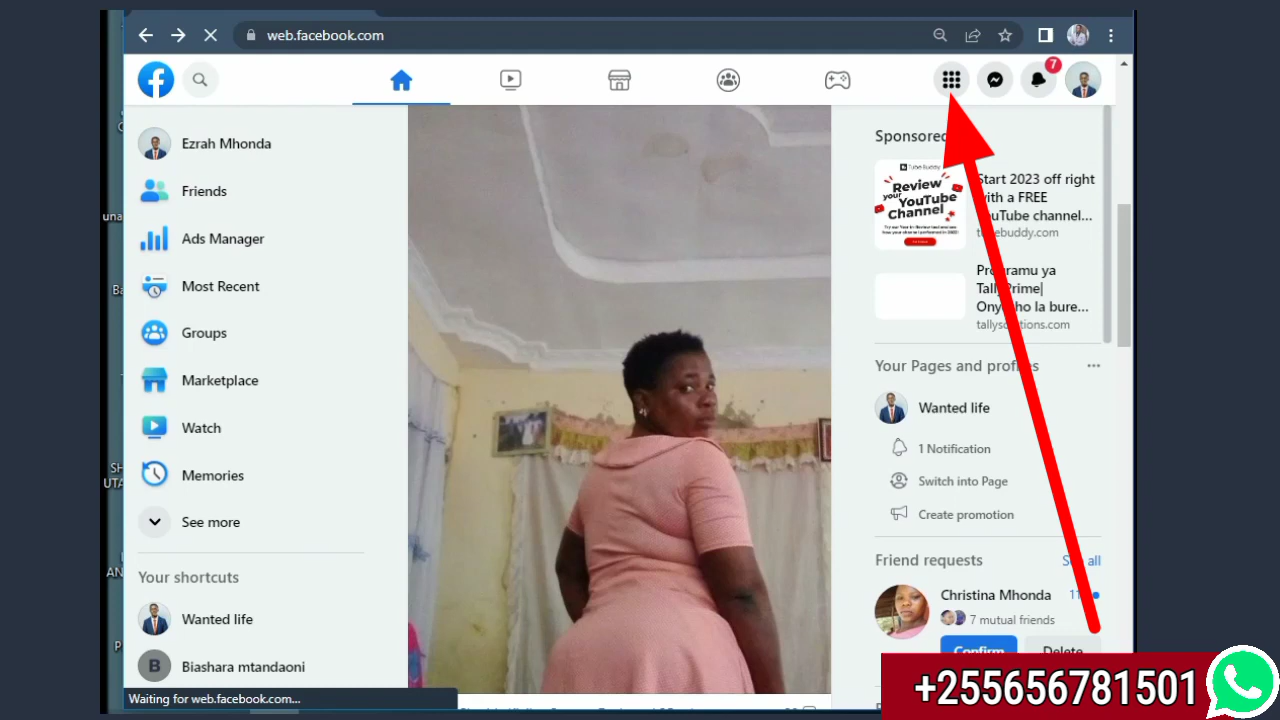 web.facebook.com
7
Ezrah Mhonda
Friends
Ads Manager
Most Recent
Groups
Marketplace
Watch
Memories
See more
Your shortcuts
Wanted life
B
Biashara mtandaoni
Waiting for web.facebook.com...
Sponsored
TubeBuddy
Review
your YouTube
Channel
Start 2023 off right
with a FREE
YouTube channel...
tubebuddy.com
Programu ya
TallyPrime|
Onyesho la bure...
tallysolutions.com
Your Pages and profiles
Wanted life
1 Notification
Switch into Page
Create promotion
Friend requests
See all
Christina Mhonda
7 mutual friends
Confirm
Delete
+255656781501